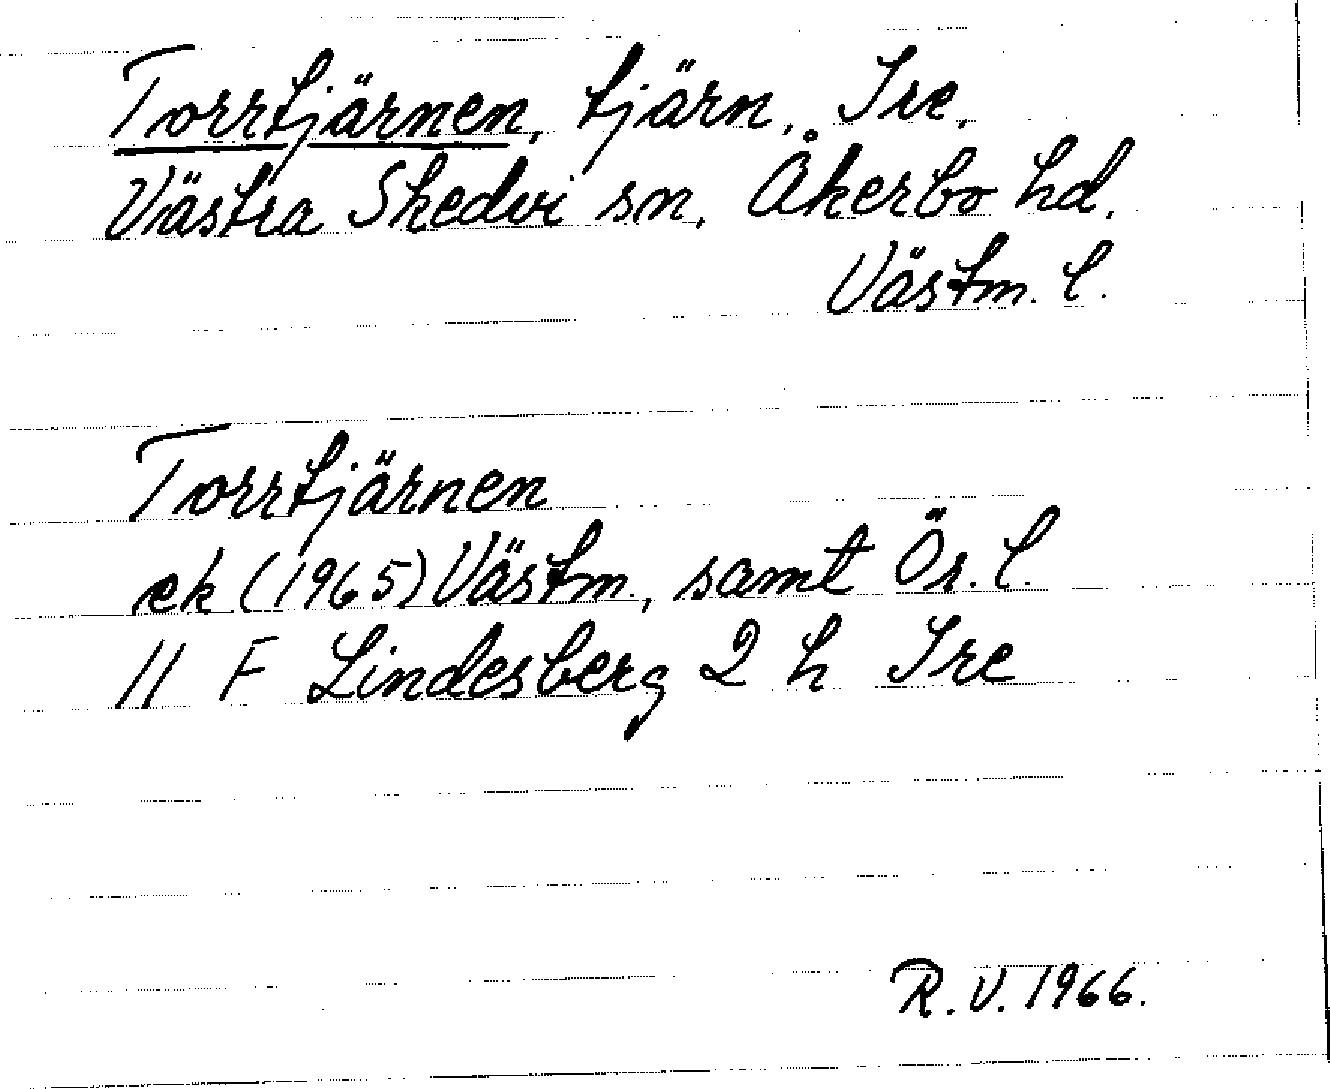 Torrtjärnen, tjärn, Ire,
Västra Skedvi sn, Åkerbo hd.
Västm. l.
Torrtjärnen
ek (1965) Västm., samt Ör. l.
11 F Lindesberg 2 h Ire
R. V. 1966.